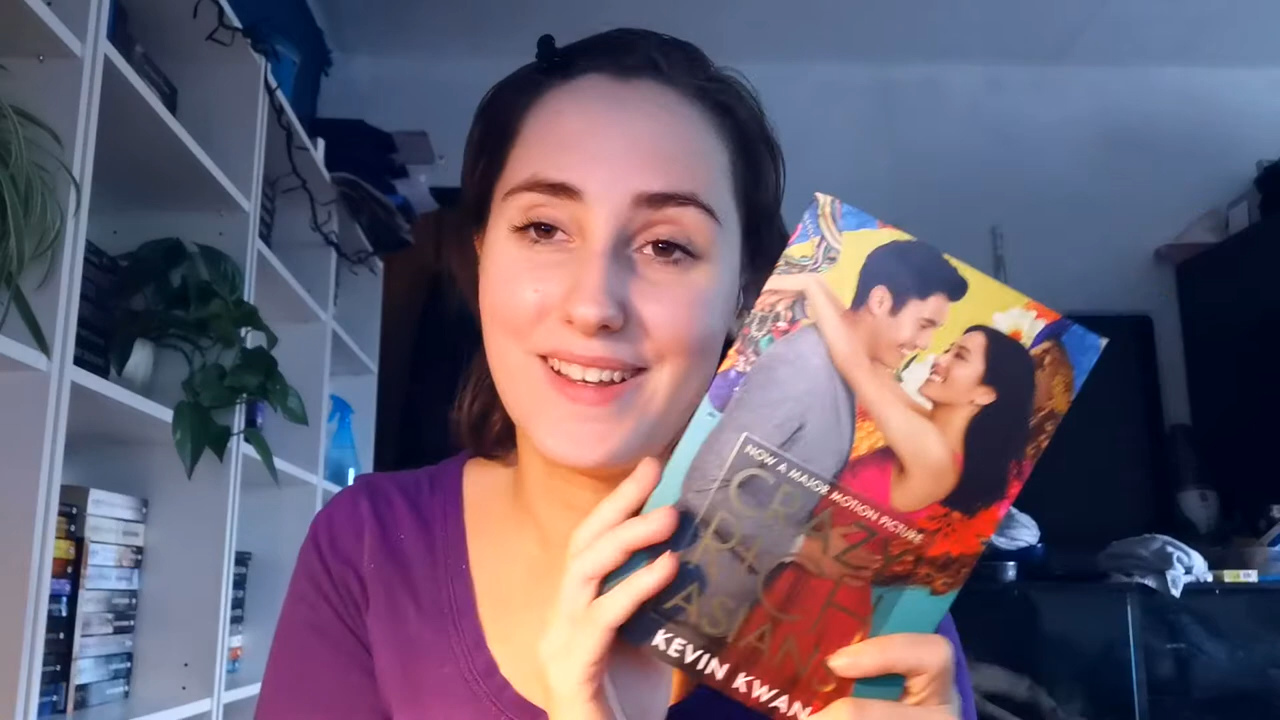 NOW A MAJOR MOTION PICTURE
CRAZY
RICH
ASIANS
KEVIN KWAN